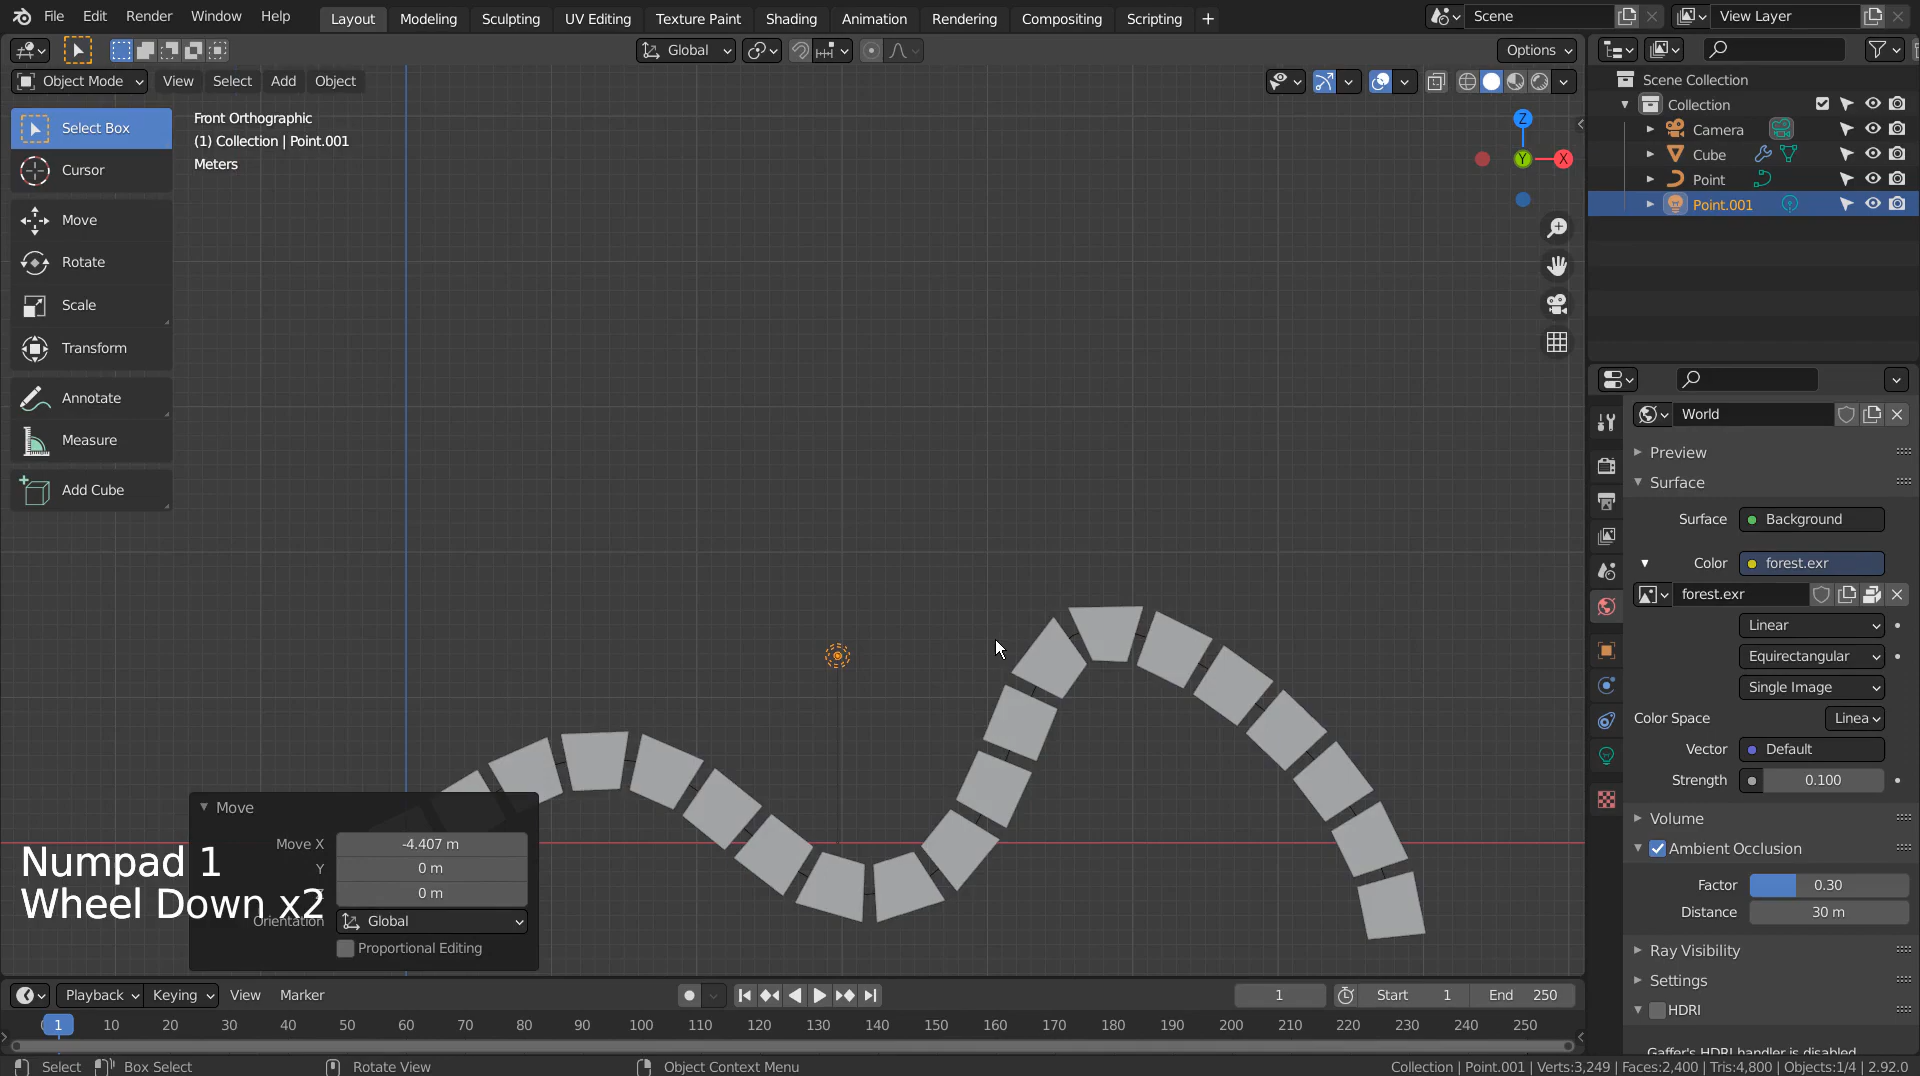 File Edit Render Window Help Layout Modeling Sculpting UV Editing Texture Paint Shading Animation Rendering Compositing Scripting + Scene View Layer
Global Options
Object Mode View Select Add Object
Scene Collection
Collection
Camera
Cube
Point
Point.001
Select Box
Cursor
Move
Rotate
Scale
Transform
Annotate
Measure
Add Cube
Front Orthographic
(1) Collection | Point.001
Meters
Z
Y
X
World
Preview
Surface
Surface Background
Color forest.exr
forest.exr
Linear
Equirectangular
Single Image
Color Space Linea
Vector Default
Strength 0.100
Volume
Ambient Occlusion
Factor 0.30
Distance 30 m
Ray Visibility
Settings
HDRI
Gaffer's HDRI handler is disabled
Move
Move X -4.407 m
Y 0 m
0 m
Orientation Global
Proportional Editing
Numpad 1
Wheel Down x2
Playback Keying View Marker 1 Start 1 End 250
1 10 20 30 40 50 60 70 80 90 100 110 120 130 140 150 160 170 180 190 200 210 220 230 240 250
Select Box Select Rotate View Object Context Menu Collection | Point.001 | Verts:3,249 | Faces:2,400 | Tris:4,800 | Objects:1/4 | 2.92.0